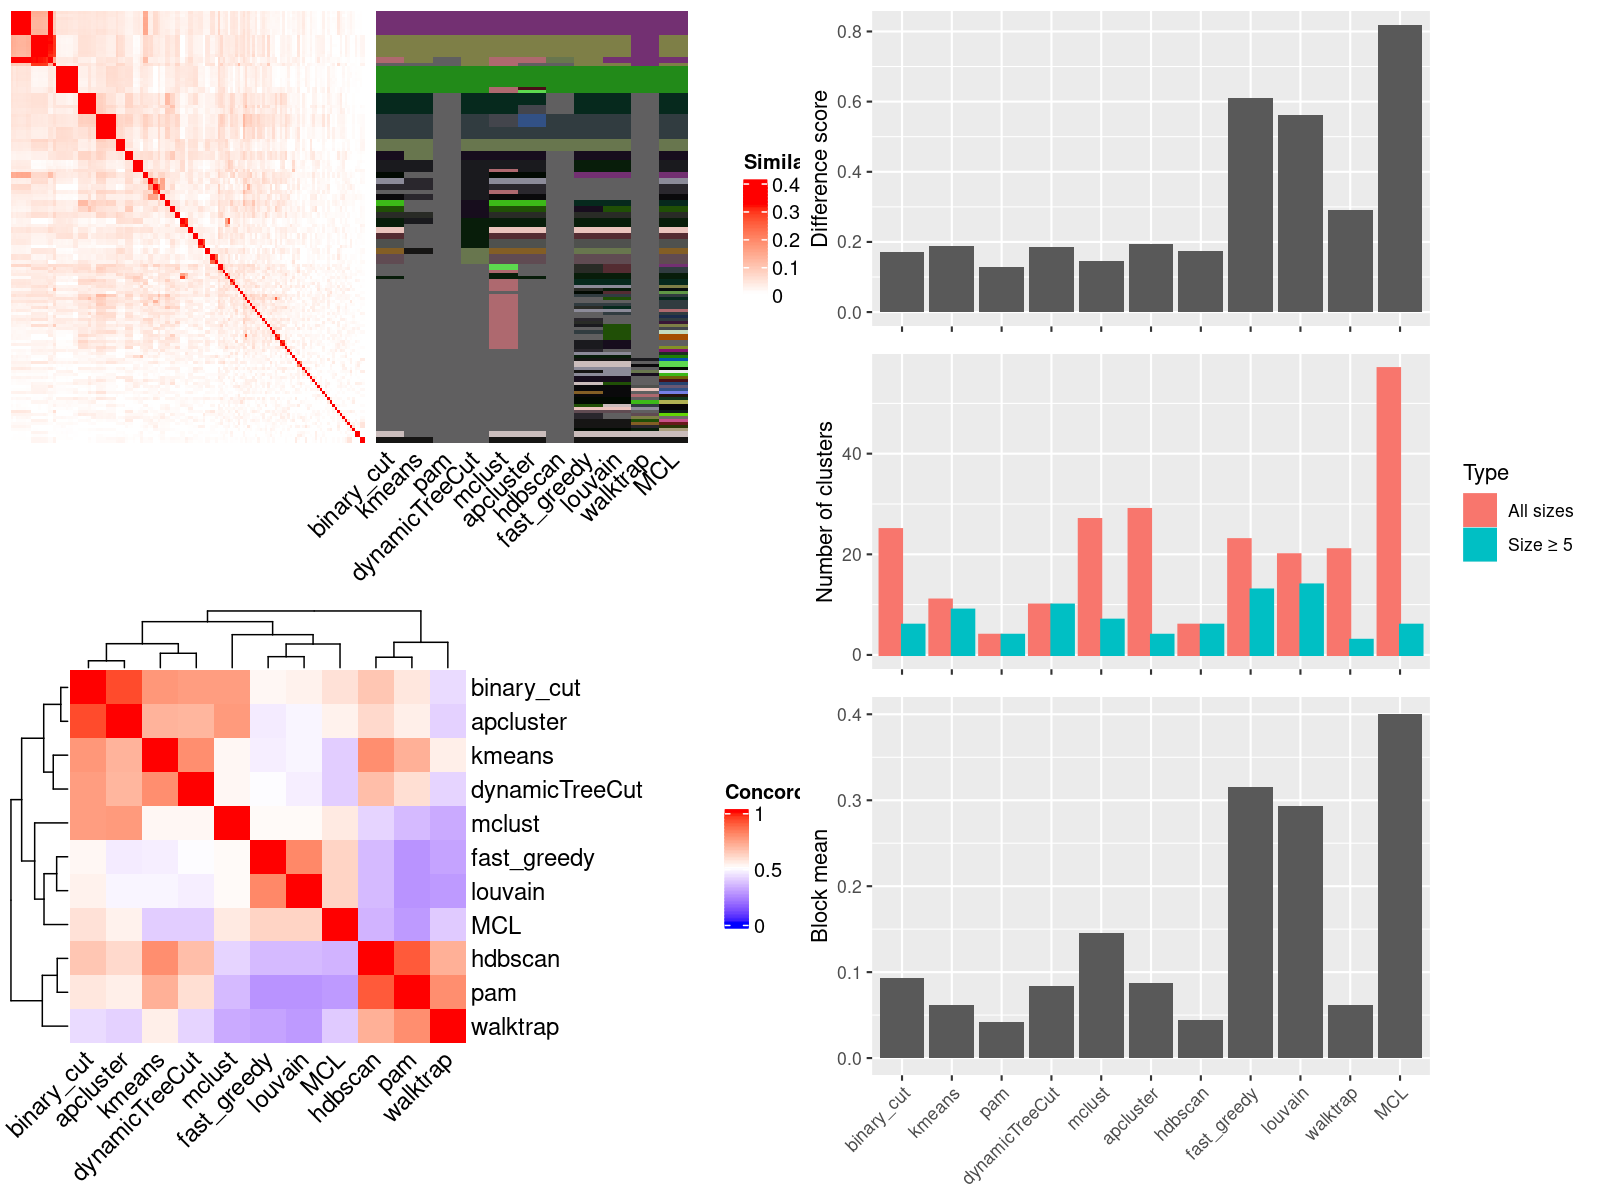 Simila
0.4
0.3
0.2
0.1
0
binary_cut
kmeans
pam
dynamicTreeCut
mclust
apcluster
hdbscan
fast_greedy
louvain
walktrap
MCL
binary_cut
apcluster
kmeans
dynamicTreeCut
mclust
fast_greedy
louvain
MCL
hdbscan
pam
walktrap
Concord
1
0.5
0
binary_cut
apcluster
kmeans
dynamicTreeCut
mclust
fast_greedy
louvain
MCL
hdbscan
pam
walktrap
Difference score
0.8
0.6
0.4
0.2
0.0
Number of clusters
40
20
0
Type
All sizes
Size ≥ 5
Block mean
0.4
0.3
0.2
0.1
0.0
binary_cut
kmeans
pam
dynamicTreeCut
mclust
apcluster
hdbscan
fast_greedy
louvain
walktrap
MCL